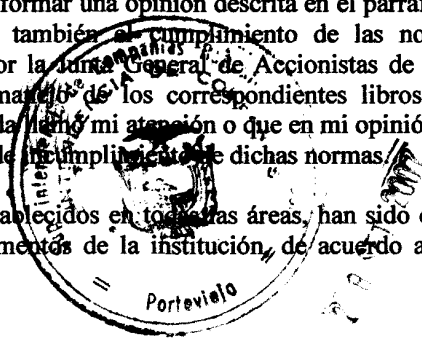 formar una opinión descrita en el párraf
también el cumplimiento de las no
or la Junta General de Accionistas de
manejo de los correspondientes libros
la llamó mi atención o que en mi opinió
de incumplimiento de dichas normas.
tablecidos en todas las áreas, han sido
mentos de la institución, de acuerdo a
Portoviejo